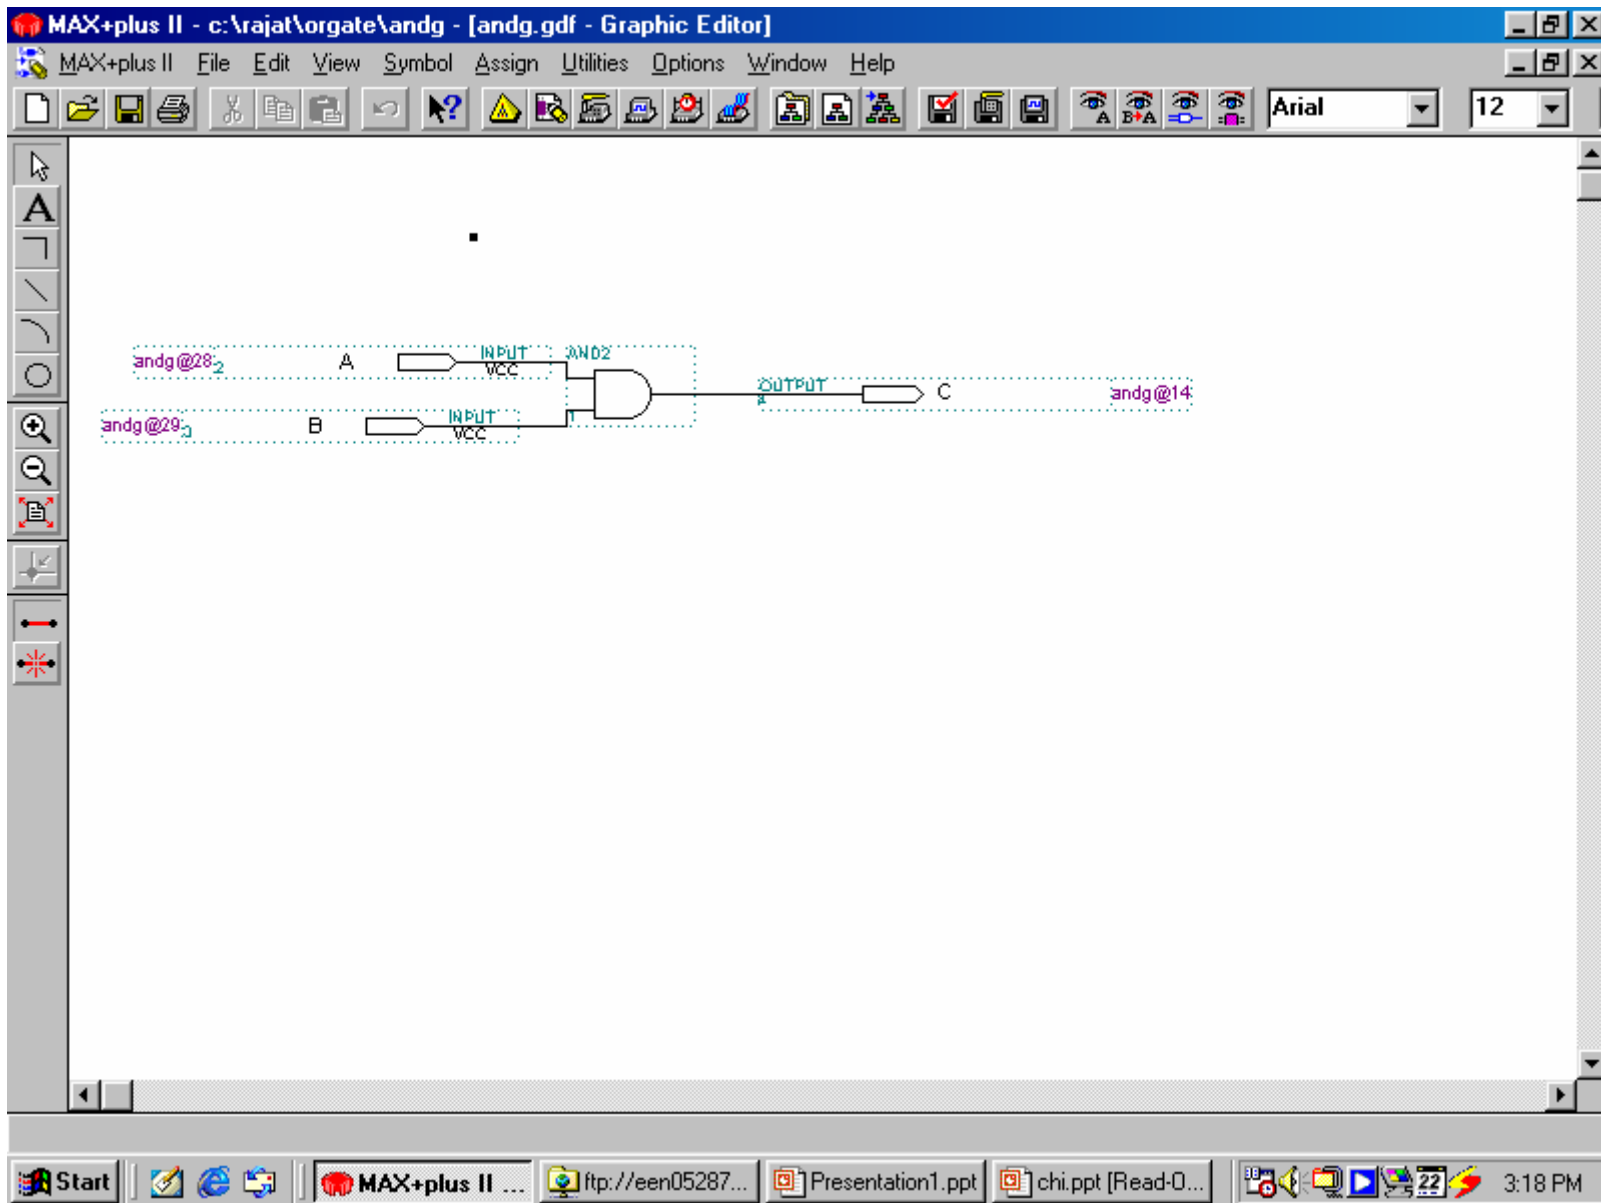 MAX+plus II - c:\rajat\orgate\andg - [andg.gdf - Graphic Editor]
MAX+plus II File Edit View Symbol Assign Utilities Options Window Help
Arial 12
andg@28 2 A INPUT VCC AND2
OUTPUT C andg@14
andg@29 3 B INPUT VCC 1
Start MAX+plus II ... ftp://een05287... Presentation1.ppt chi.ppt [Read-O... 22 3:18 PM